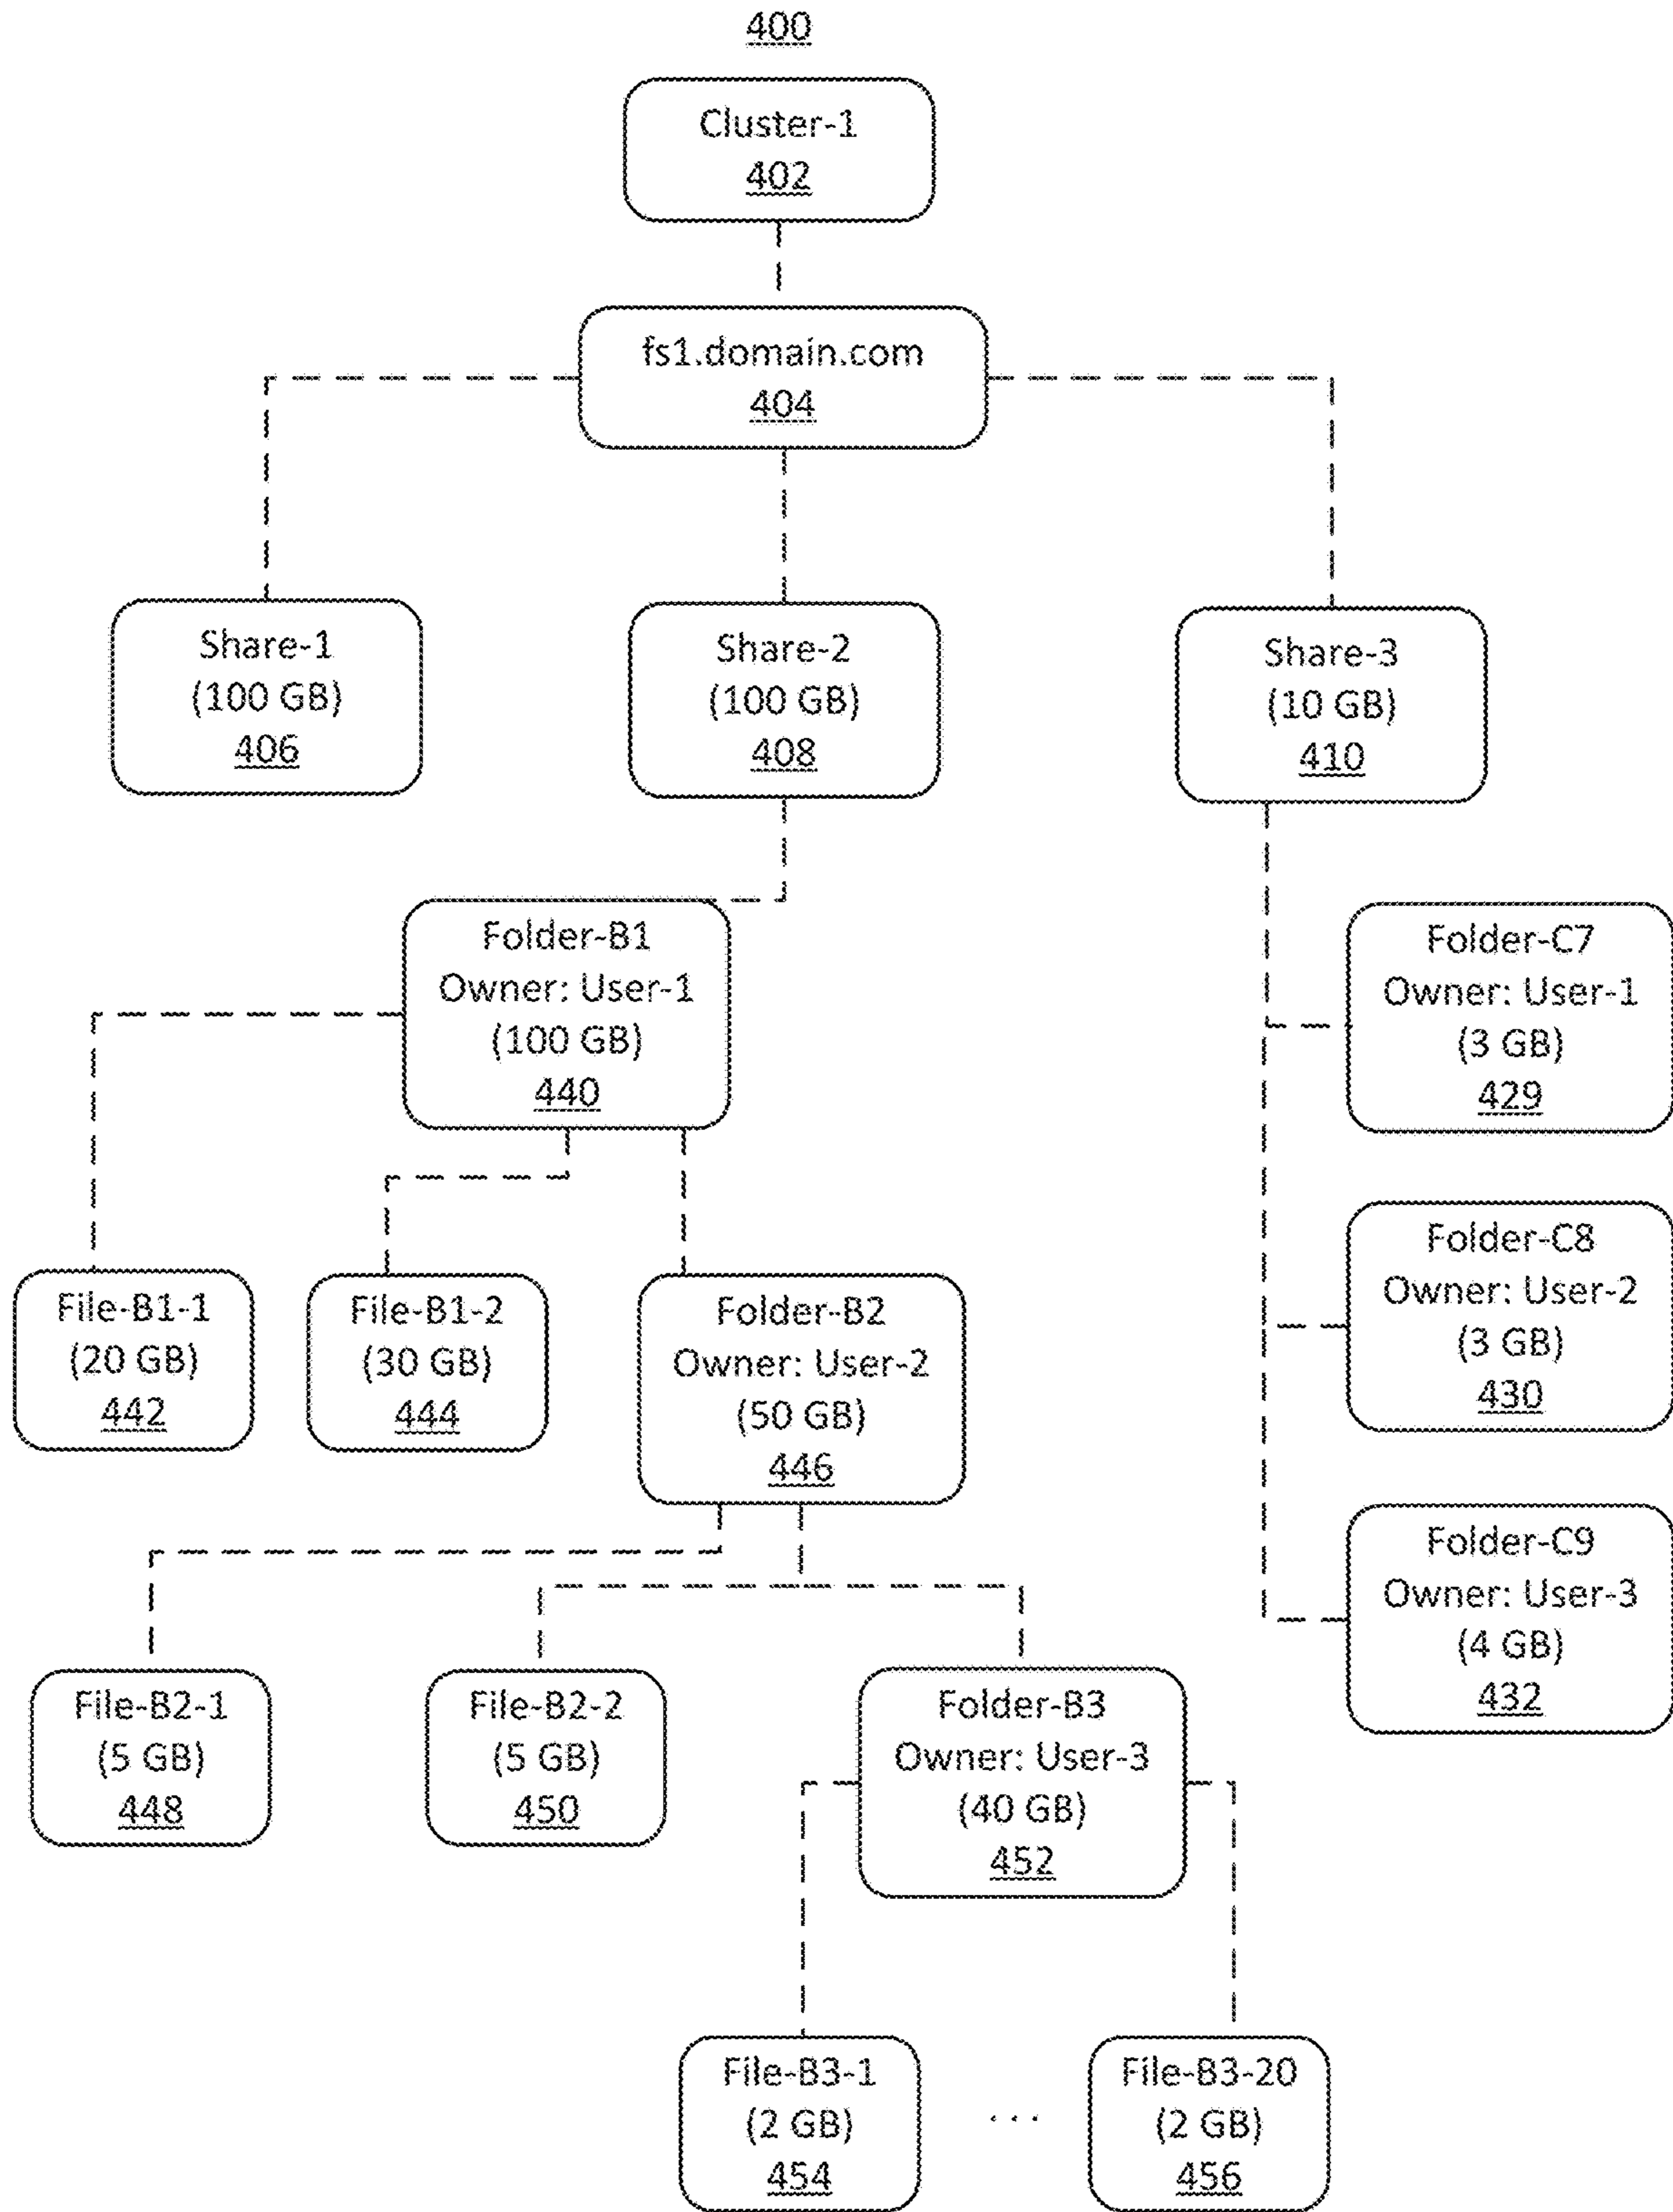 400
Cluster-1
402
fs1.domain.com
404
Share-1
(100 GB)
406
Share-2
(100 GB)
408
Share-3
(10 GB)
410
Folder-B1
Owner: User-1
(100 GB)
440
Folder-C7
Owner: User-1
(3 GB)
429
File-B1-1
(20 GB)
442
File-B1-2
(30 GB)
444
Folder-B2
Owner: User-2
(50 GB)
446
Folder-C8
Owner: User-2
(3 GB)
430
Folder-C9
Owner: User-3
(4 GB)
432
File-B2-1
(5 GB)
448
File-B2-2
(5 GB)
450
Folder-B3
Owner: User-3
(40 GB)
452
File-B3-1
(2 GB)
454
. . .
File-B3-20
(2 GB)
456